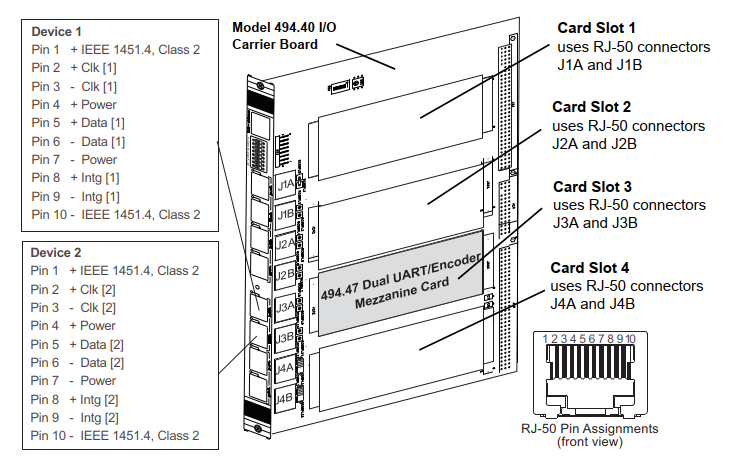 Device 1
Pin 1 + IEEE 1451.4, Class 2
Pin 2 + Clk [1]
Pin 3 - Clk [1]
Pin 4 + Power
Pin 5 + Data [1]
Pin 6 - Data [1]
Pin 7 - Power
Pin 8 + Intg [1]
Pin 9 - Intg [1]
Pin 10 - IEEE 1451.4, Class 2
Device 2
Pin 1 + IEEE 1451.4, Class 2
Pin 2 + Clk [2]
Pin 3 - Clk [2]
Pin 4 + Power
Pin 5 + Data [2]
Pin 6 - Data [2]
Pin 7 - Power
Pin 8 + Intg [2]
Pin 9 - Intg [2]
Pin 10 - IEEE 1451.4, Class 2
Model 494.40 I/O
Carrier Board
J1A
J1B
J2A
J2B
J3A
J3B
J4A
J4B
494.47 Dual UART/Encoder
Mezzanine Card
Card Slot 1
uses RJ-50 connectors
J1A and J1B
Card Slot 2
uses RJ-50 connectors
J2A and J2B
Card Slot 3
uses RJ-50 connectors
J3A and J3B
Card Slot 4
uses RJ-50 connectors
J4A and J4B
1 2 3 4 5 6 7 8 9 10
RJ-50 Pin Assignments
(front view)